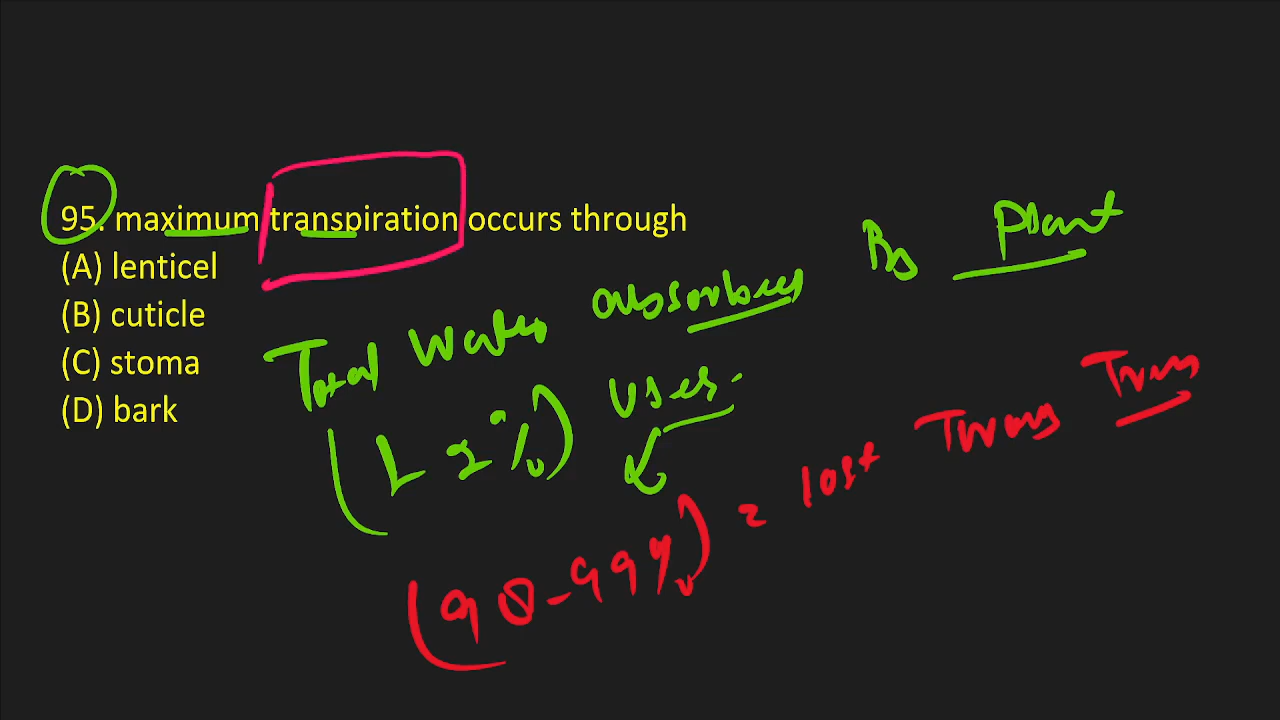 95. maximum transpiration occurs through
(A) lenticel
(B) cuticle
(C) stoma
(D) bark
Total Water absorbed By Plant
(L 2%) Uses
(98-99%) = lost Trans Tran